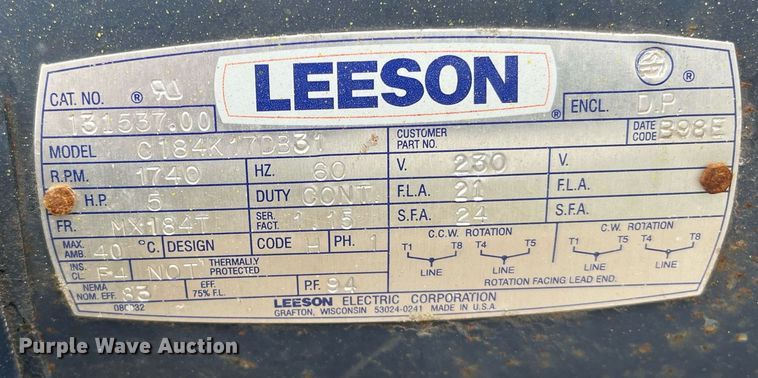 LEESON ®
CAT. NO. ® 131537.00
ENCL. D.P. ®
MODEL C184K17DB31
CUSTOMER PART NO.
DATE CODE B98E
R.P.M. 1740 HZ. 60 V. 230 V.
H.P. 5 DUTY CONT. F.L.A. 21 F.L.A.
FR. MX184T SER. FACT. 1.15 S.F.A. 24 S.F.A.
MAX. AMB. 40 °C. DESIGN CODE H PH. 1
C.C.W. ROTATION C.W. ROTATION
T1 T8 T4 T5 T1 T5 T4 T8
LINE LINE LINE LINE
INS. CL. NOT THERMALLY PROTECTED
ROTATION FACING LEAD END.
NEMA NOM. EFF. 83 EFF. 75% F.L. P.F. 94
LEESON ELECTRIC CORPORATION
GRAFTON, WISCONSIN 53024-0241 MADE IN U.S.A.
Purple Wave Auction